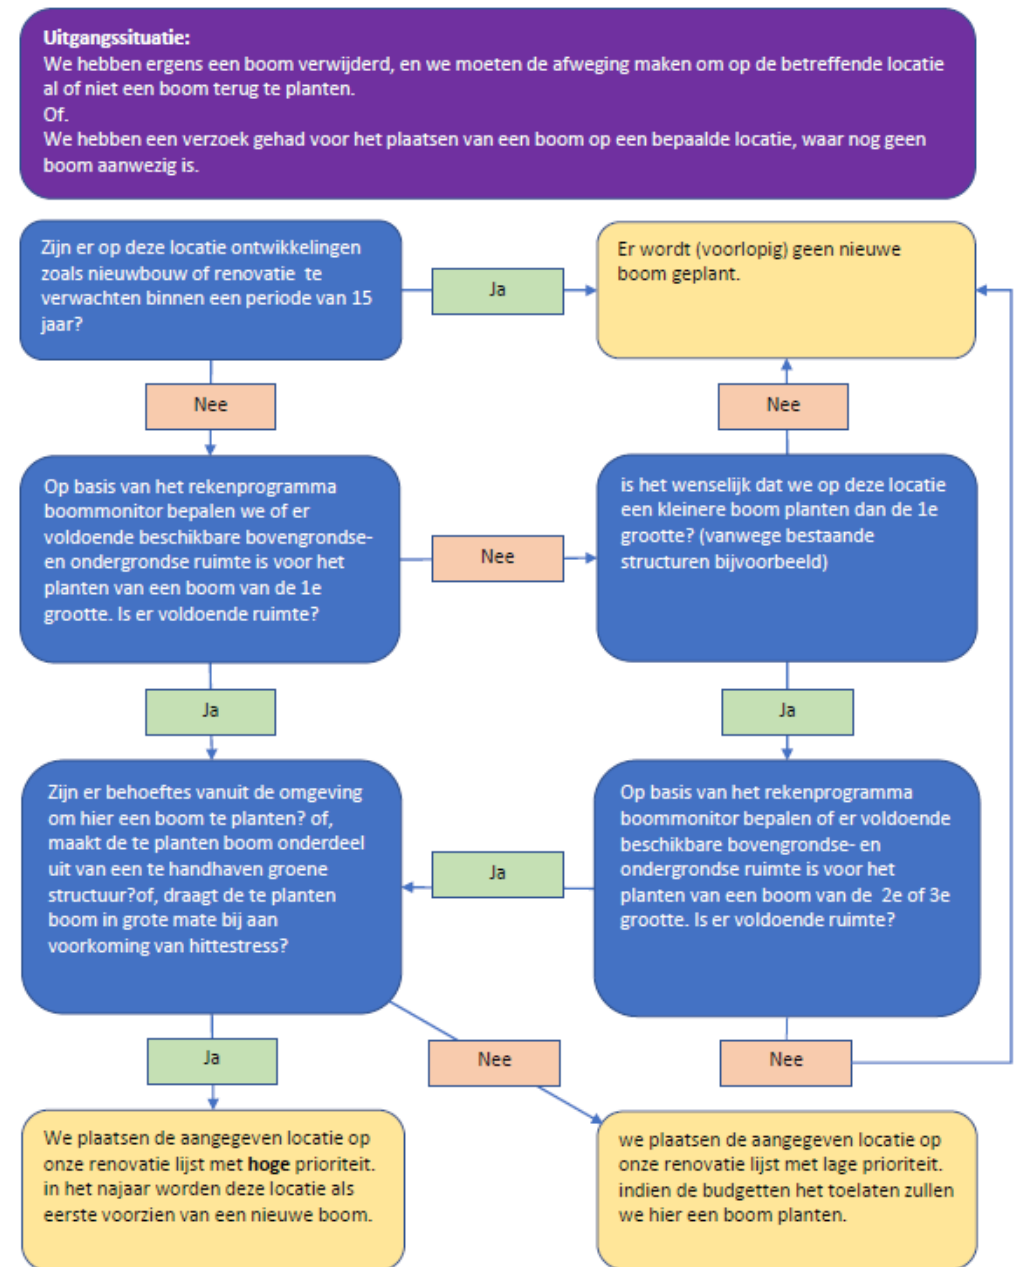 Uitgangssituatie:
We hebben ergens een boom verwijderd, en we moeten de afweging maken om op de betreffende locatie
al of niet een boom terug te planten.
Of.
We hebben een verzoek gehad voor het plaatsen van een boom op een bepaalde locatie, waar nog geen
boom aanwezig is.
Zijn er op deze locatie ontwikkelingen
zoals nieuwbouw of renovatie te
verwachten binnen een periode van 15
jaar?
Ja
Er wordt (voorlopig) geen nieuwe
boom geplant.
Nee
Nee
Op basis van het rekenprogramma
boommonitor bepalen we of er
voldoende beschikbare bovengrondse-
en ondergrondse ruimte is voor het
planten van een boom van de 1e
grootte. Is er voldoende ruimte?
Nee
is het wenselijk dat we op deze locatie
een kleinere boom planten dan de 1e
grootte? (vanwege bestaande
structuren bijvoorbeeld)
Ja
Ja
Zijn er behoeftes vanuit de omgeving
om hier een boom te planten? of,
maakt de te planten boom onderdeel
uit van een te handhaven groene
structuur?of, draagt de te planten
boom in grote mate bij aan
voorkoming van hittestress?
Ja
Op basis van het rekenprogramma
boommonitor bepalen of er voldoende
beschikbare bovengrondse- en
ondergrondse ruimte is voor het
planten van een boom van de 2e of 3e
grootte. Is er voldoende ruimte?
Ja
Nee
Nee
We plaatsen de aangegeven locatie op
onze renovatie lijst met hoge prioriteit.
in het najaar worden deze locatie als
eerste voorzien van een nieuwe boom.
we plaatsen de aangegeven locatie op
onze renovatie lijst met lage prioriteit.
indien de budgetten het toelaten zullen
we hier een boom planten.